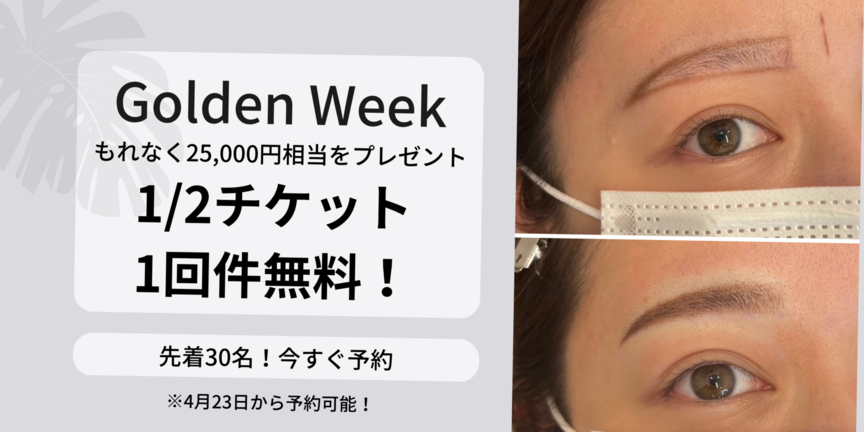 Golden Week
もれなく25,000円相当をプレゼント
1/2チケット
1回件無料！
先着30名！今すぐ予約
※4月23日から予約可能！